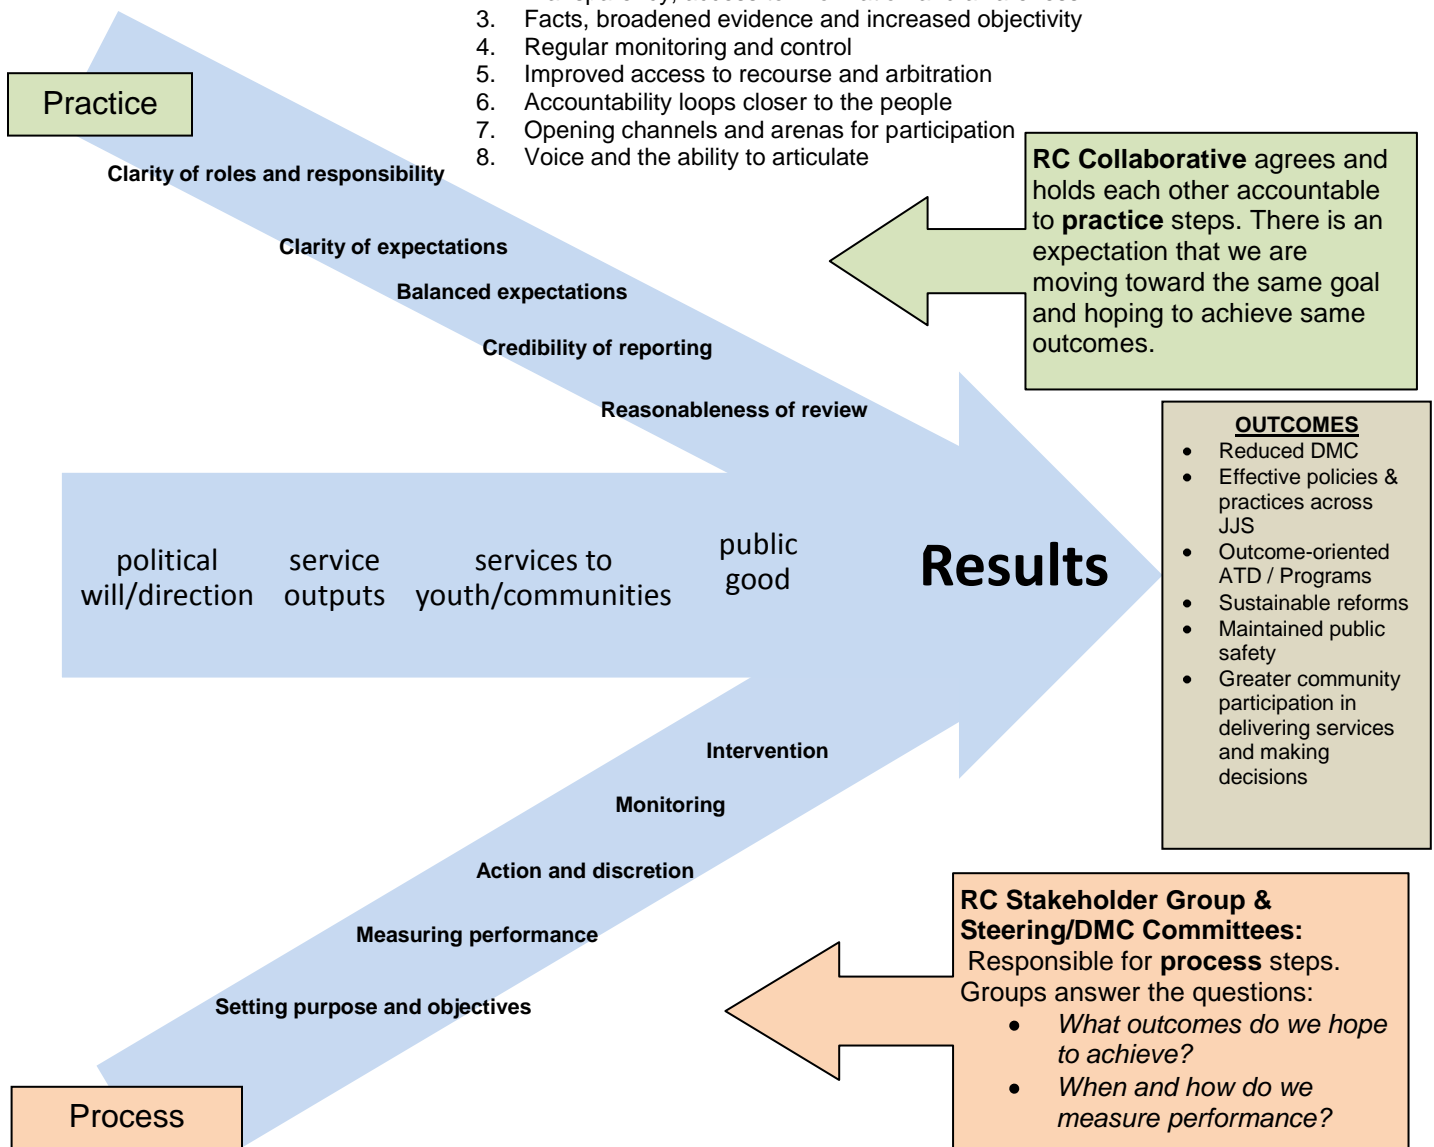 3. Facts, broadened evidence and increased objectivity
4. Regular monitoring and control
5. Improved access to recourse and arbitration
6. Accountability loops closer to the people
7. Opening channels and arenas for participation
8. Voice and the ability to articulate
Practice
Clarity of roles and responsibility
Clarity of expectations
Balanced expectations
Credibility of reporting
Reasonableness of review
RC Collaborative agrees and
holds each other accountable
to practice steps. There is an
expectation that we are
moving toward the same goal
and hoping to achieve same
outcomes.
political
will/direction
service
outputs
services to
youth/communities
public
good
Results
OUTCOMES
• Reduced DMC
• Effective policies &
practices across
JJS
• Outcome-oriented
ATD / Programs
• Sustainable reforms
• Maintained public
safety
• Greater community
participation in
delivering services
and making
decisions
Intervention
Monitoring
Action and discretion
Measuring performance
Setting purpose and objectives
Process
RC Stakeholder Group &
Steering/DMC Committees:
Responsible for process steps.
Groups answer the questions:
• What outcomes do we hope
to achieve?
• When and how do we
measure performance?